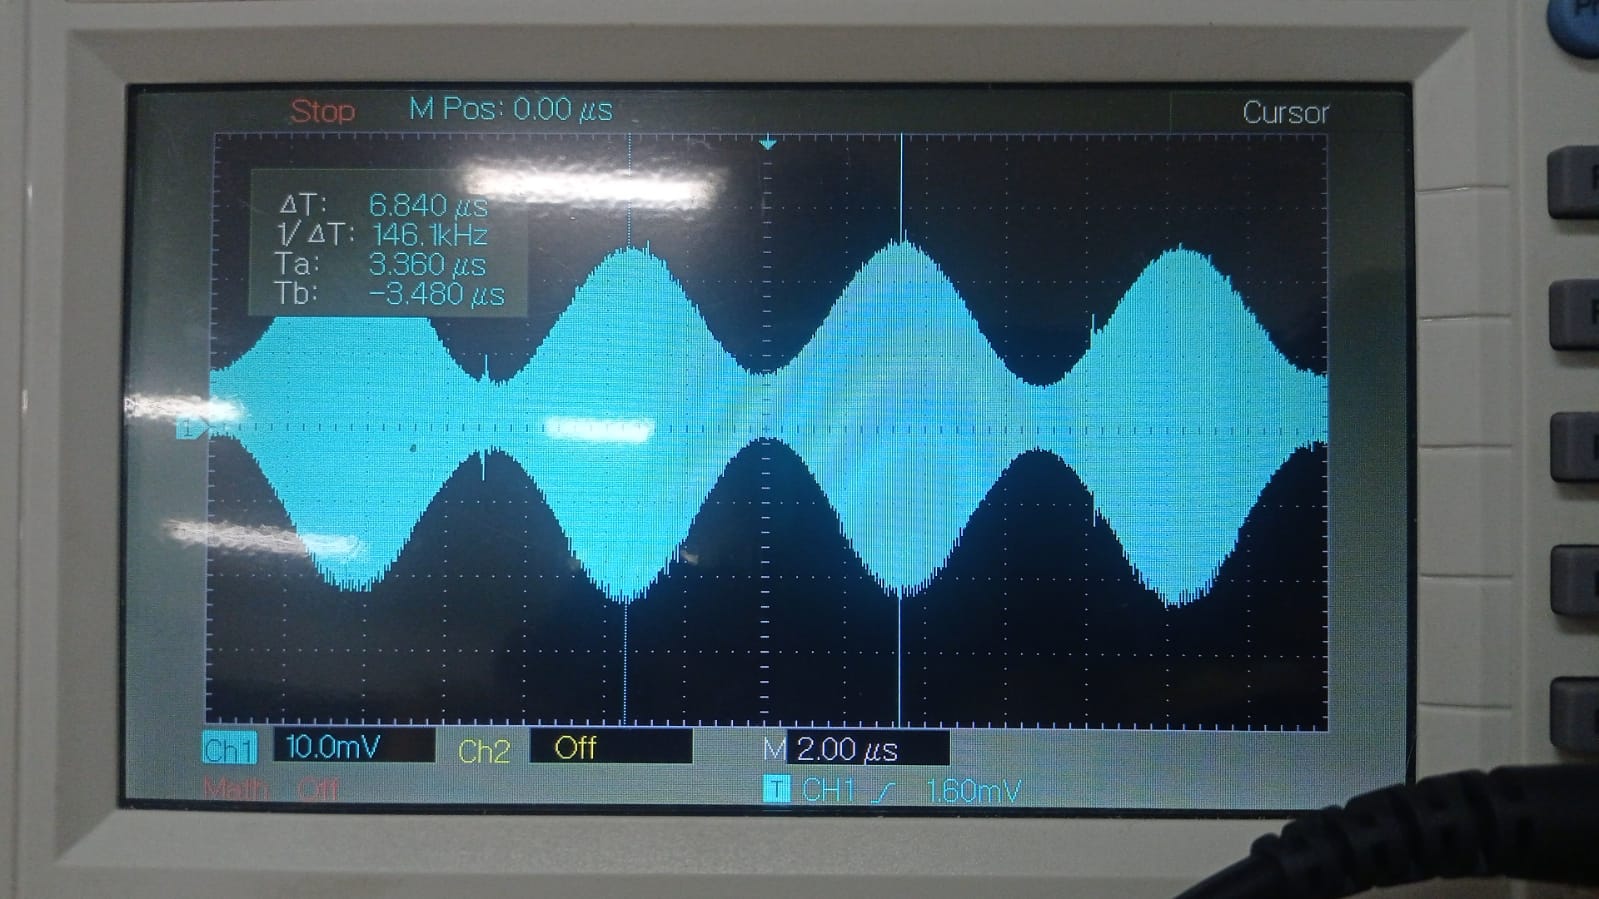 Stop M Pos: 0.00 μs Cursor
ΔT: 6.840 μs
1/ΔT: 146.1kHz
Ta: 3.360 μs
Tb: -3.480 μs
1
Ch1 10.0mV Ch2 Off M 2.00 μs
Math Off T CH1 1.60mV